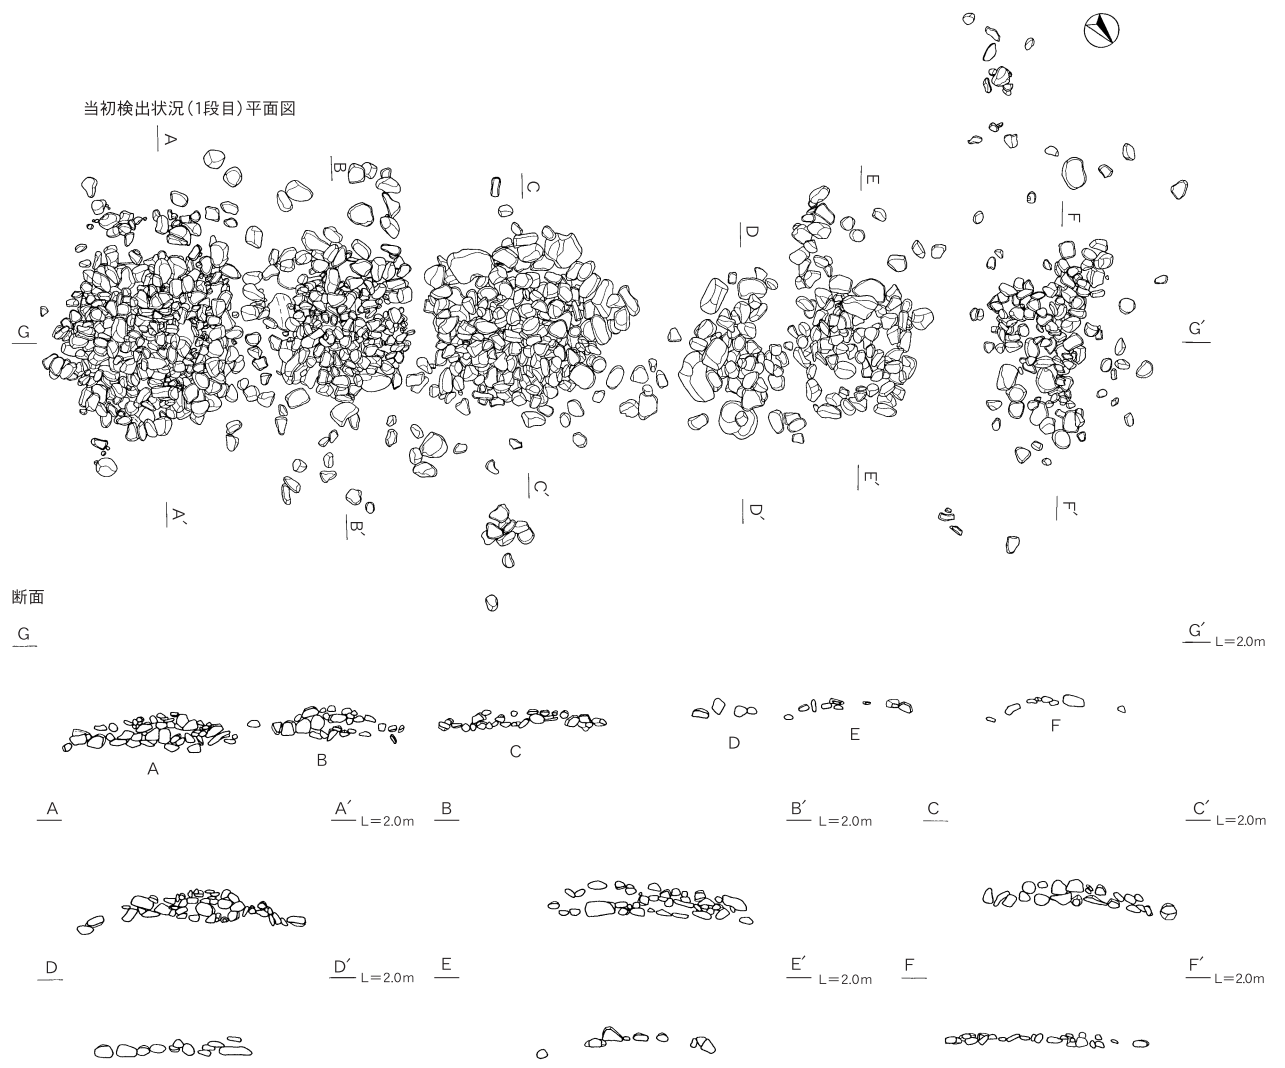 当初検出状況（1段目）平面図
A
B
C
D
E
F
G
G′
A′
B′
C′
D′
E′
F′
断面
G
G′ L＝2.0m
A
B
C
D
E
F
A
A′ L＝2.0m
B
B′ L＝2.0m
C
C′ L＝2.0m
D
D′ L＝2.0m
E
E′ L＝2.0m
F
F′ L＝2.0m